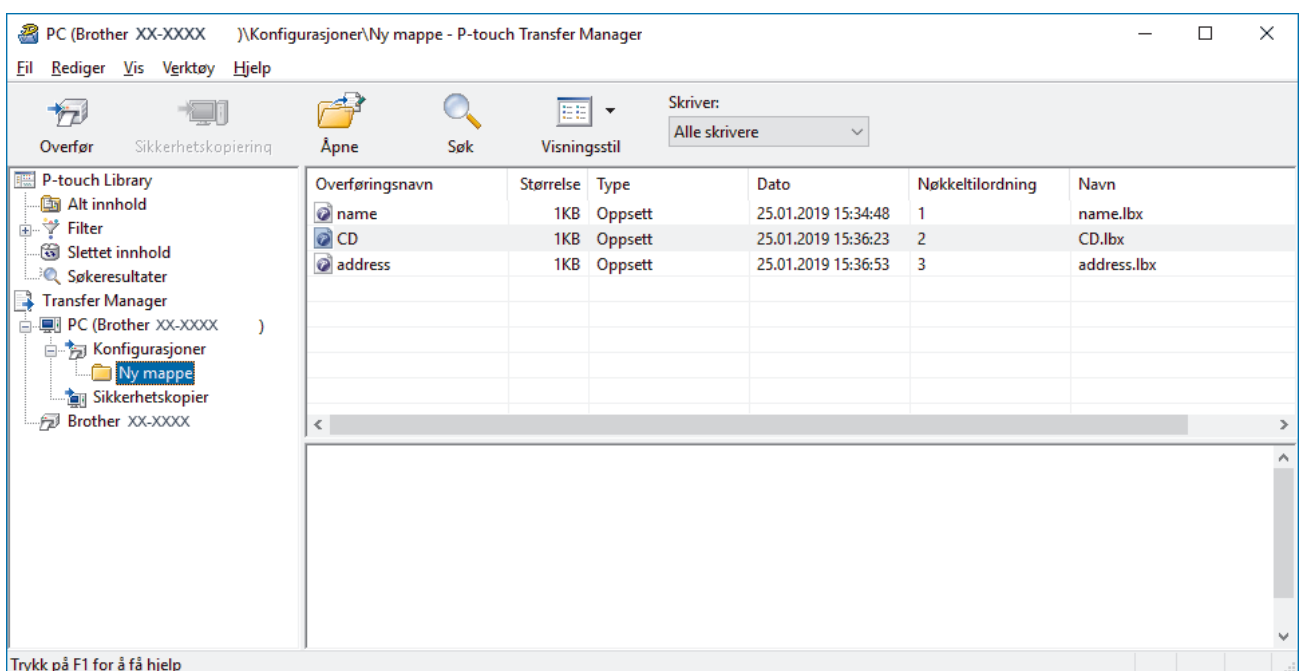 PC (Brother XX-XXXX )\Konfigurasjoner\Ny mappe - P-touch Transfer Manager
Fil Rediger Vis Verktøy Hjelp
Overfør Sikkerhetskopiering Åpne Søk Visningsstil
Skriver:
Alle skrivere
P-touch Library
Alt innhold
Filter
Slettet innhold
Søkeresultater
Transfer Manager
PC (Brother XX-XXXX )
Konfigurasjoner
Ny mappe
Sikkerhetskopier
Brother XX-XXXX
Overføringsnavn Størrelse Type Dato Nøkkeltilordning Navn
name 1KB Oppsett 25.01.2019 15:34:48 1 name.lbx
CD 1KB Oppsett 25.01.2019 15:36:23 2 CD.lbx
address 1KB Oppsett 25.01.2019 15:36:53 3 address.lbx
Trykk på F1 for å få hjelp